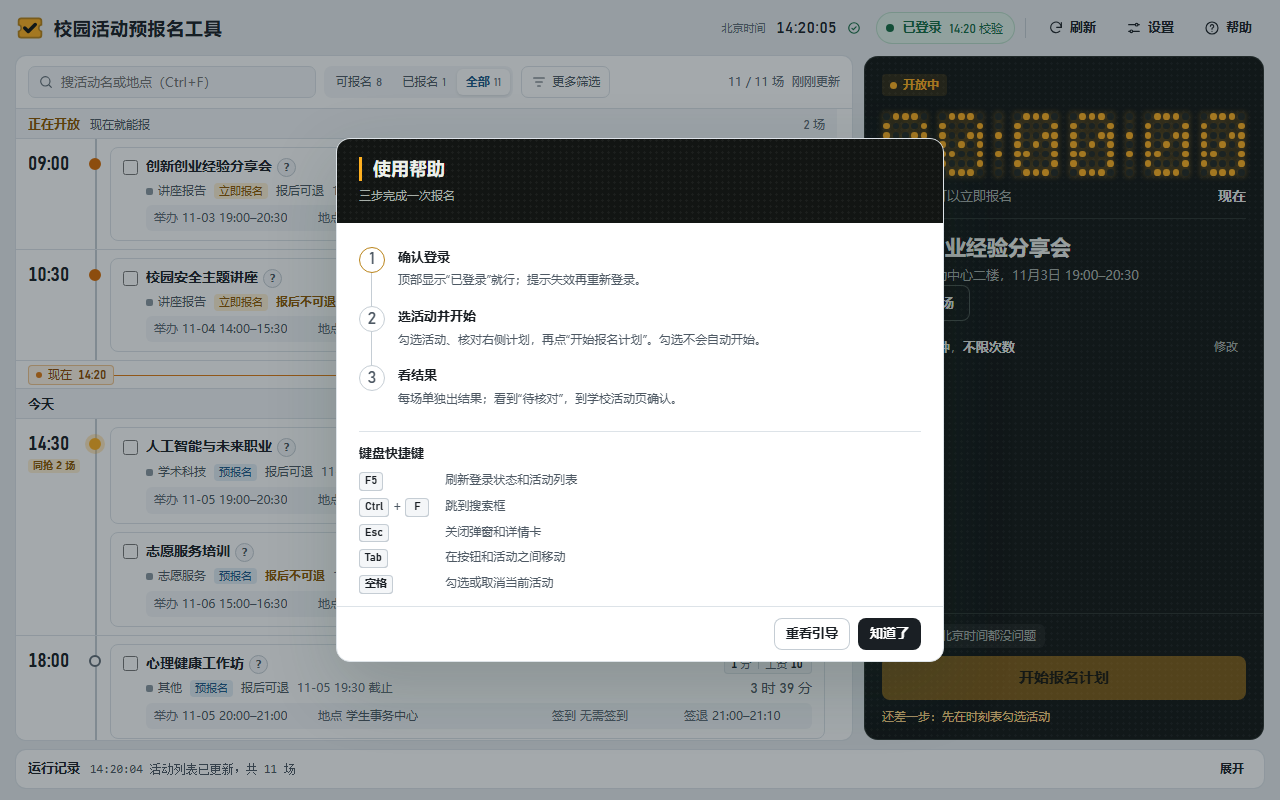 校园活动预报名工具
北京时间 14:20:05 已登录 14:20 校验 刷新 设置 帮助
搜活动名或地点（Ctrl+F） 可报名 8 已报名 1 全部 11 更多筛选 11 / 11 场 刚刚更新
开放中
正在开放 现在就能报 2 场
09:00 创新创业经验分享会 ?
讲座报告 立即报名 报后可退
举办 11-03 19:00–20:30
可以立即报名 现在
业经验分享会
中心二楼，11月3日 19:00–20:30
不限次数 修改
10:30 校园安全主题讲座 ?
讲座报告 立即报名 报后不可退
举办 11-04 14:00–15:30
现在 14:20
今天
14:30 人工智能与未来职业 ?
同抢 2 场 学术科技 预报名 报后可退 11
举办 11-05 19:00–20:30
志愿服务培训 ?
志愿服务 预报名 报后不可退
举办 11-06 15:00–16:30
18:00 心理健康工作坊 ?
其他 预报名 报后可退 11-05 19:30 截止 3 时 39 分
举办 11-05 20:00–21:00 地点 学生事务中心 签到 无需签到 签退 21:00–21:10
使用帮助
三步完成一次报名
1 确认登录
顶部显示“已登录”就行；提示失效再重新登录。
2 选活动并开始
勾选活动、核对右侧计划，再点“开始报名计划”。勾选不会自动开始。
3 看结果
每场单独出结果；看到“待核对”，到学校活动页确认。
键盘快捷键
F5 刷新登录状态和活动列表
Ctrl + F 跳到搜索框
Esc 关闭弹窗和详情卡
Tab 在按钮和活动之间移动
空格 勾选或取消当前活动
重看引导 知道了
北京时间都没问题
开始报名计划
还差一步：先在时刻表勾选活动
运行记录 14:20:04 活动列表已更新，共 11 场 展开